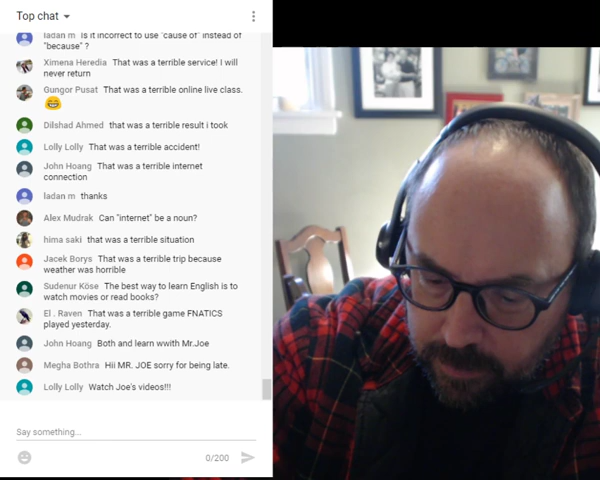 Top chat
ladan m Is it incorrect to use "cause of" instead of
"because" ?
Ximena Heredia That was a terrible service! I will
never return
Gungor Pusat That was a terrible online live class.
Dilshad Ahmed that was a terrible result i took
Lolly Lolly That was a terrible accident!
John Hoang That was a terrible internet
connection
ladan m thanks
Alex Mudrak Can "internet" be a noun?
hima saki that was a terrible situation
Jacek Borys That was a terrible trip because
weather was horrible
Sudenur Köse The best way to learn English is to
watch movies or read books?
El . Raven That was a terrible game FNATICS
played yesterday.
John Hoang Both and learn wwith Mr.Joe
Megha Bothra Hii MR. JOE sorry for being late.
Lolly Lolly Watch Joe's videos!!!
Say something...
0/200